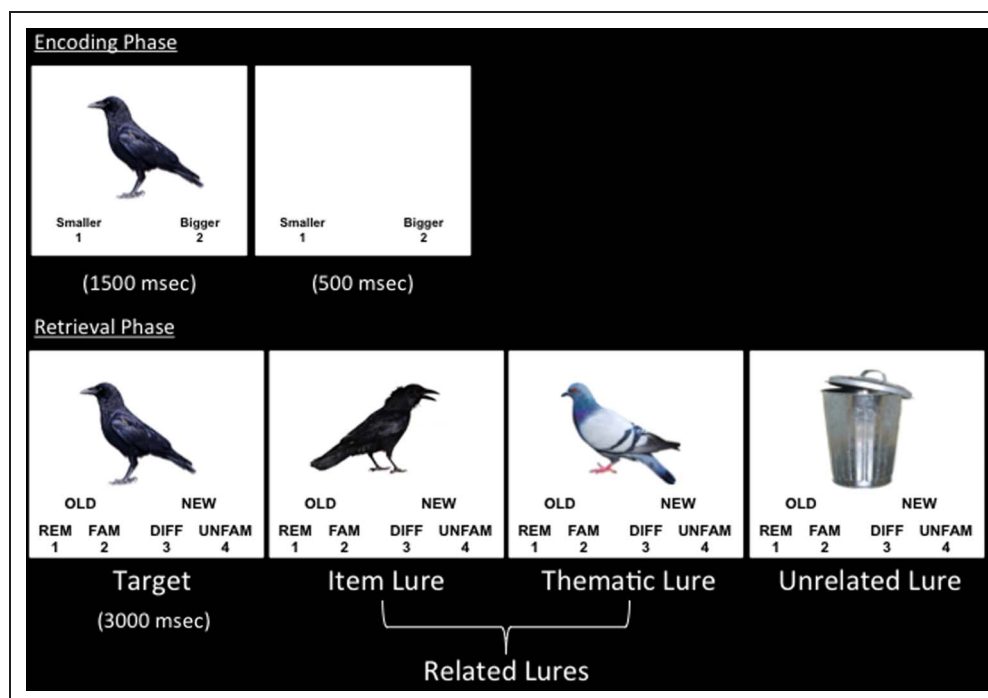 Encoding Phase
Smaller Bigger
1 2
Smaller Bigger
1 2
(1500 msec) (500 msec)
Retrieval Phase
OLD NEW
REM FAM DIFF UNFAM
1 2 3 4
OLD NEW
REM FAM DIFF UNFAM
1 2 3 4
OLD NEW
REM FAM DIFF UNFAM
1 2 3 4
OLD NEW
REM FAM DIFF UNFAM
1 2 3 4
Target Item Lure Thematic Lure Unrelated Lure
(3000 msec)
Related Lures